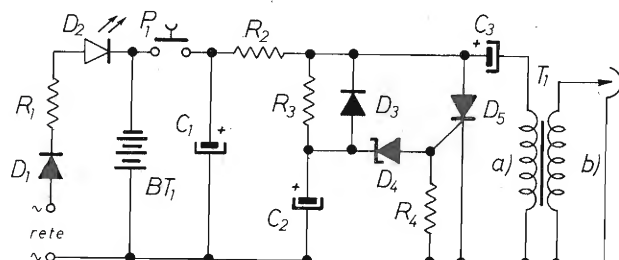 D2
P1
C3
+
R2
T1
R1
R3
D3
D5
C1
+
a)
b)
D1
BT1
D4
+
C2
R4
~
rete
~